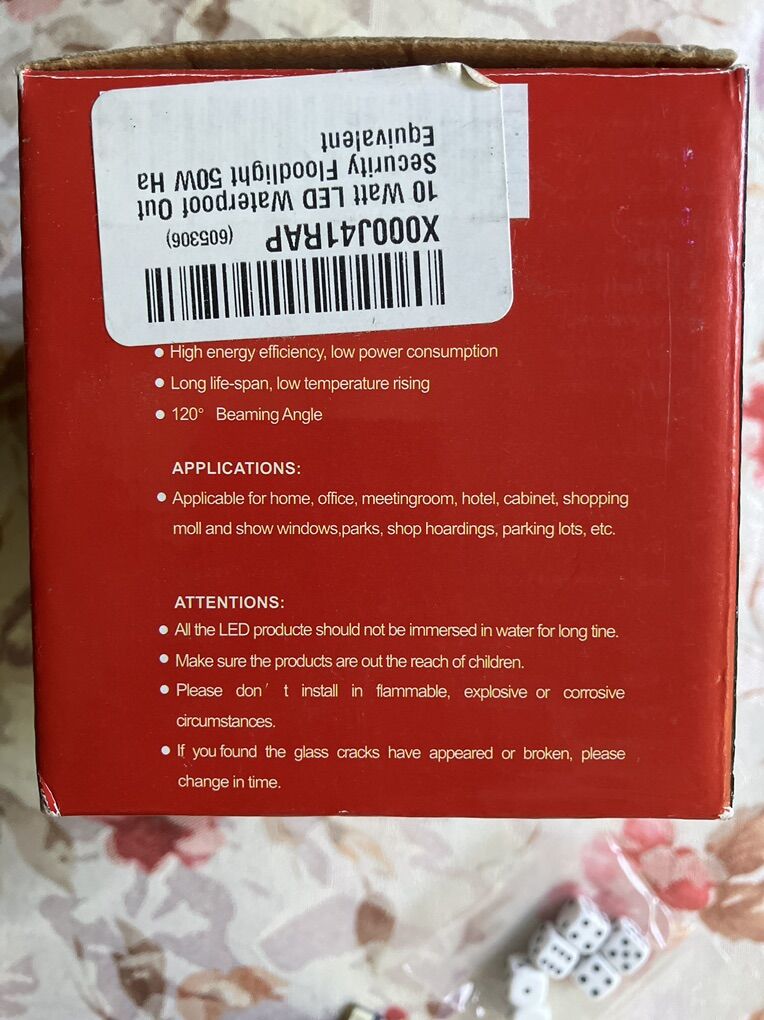 X000J41RAP (605306)
10 Watt LED Waterpoof Out
Security Floodlight 50W Ha
Equivalent
● High energy efficiency, low power consumption
● Long life-span, low temperature rising
● 120° Beaming Angle
APPLICATIONS:
● Applicable for home, office, meetingroom, hotel, cabinet, shopping
moll and show windows,parks, shop hoardings, parking lots, etc.
ATTENTIONS:
● All the LED producte should not be immersed in water for long tine.
● Make sure the products are out the reach of children.
● Please don't install in flammable, explosive or corrosive
circumstances.
● If you found the glass cracks have appeared or broken, please
change in time.